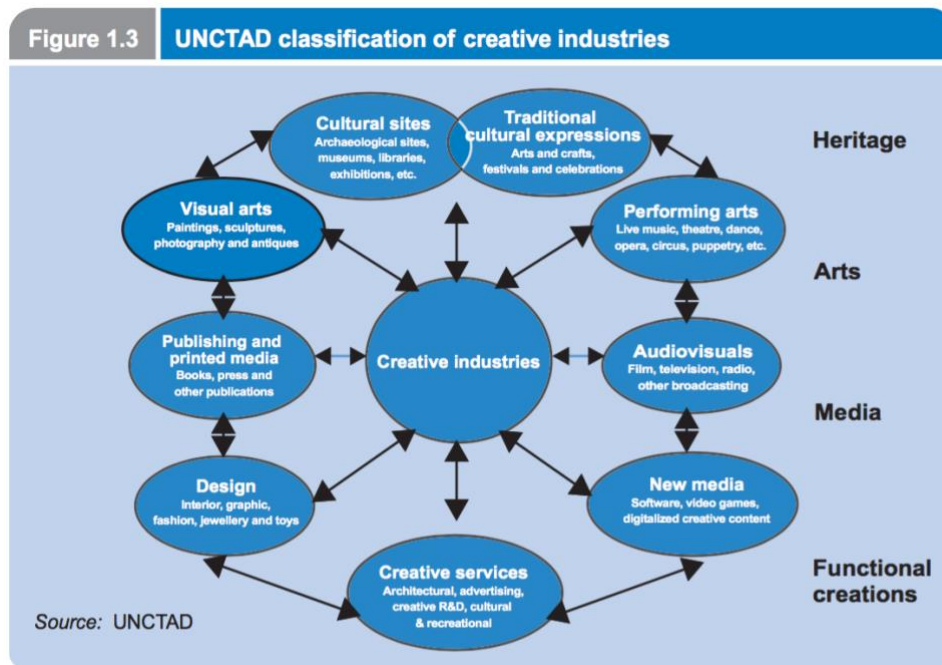 Figure 1.3
UNCTAD classification of creative industries
Cultural sites
Archaeological sites,
museums, libraries,
exhibitions, etc.
Traditional
cultural expressions
Arts and crafts,
festivals and celebrations
Heritage
Visual arts
Paintings, sculptures,
photography and antiques
Performing arts
Live music, theatre, dance,
opera, circus, puppetry, etc.
Arts
Publishing and
printed media
Books, press and
other publications
Creative industries
Audiovisuals
Film, television, radio,
other broadcasting
Media
Design
Interior, graphic,
fashion, jewellery and toys
New media
Software, video games,
digitalized creative content
Creative services
Architectural, advertising,
creative R&D, cultural
& recreational
Functional
creations
Source: UNCTAD